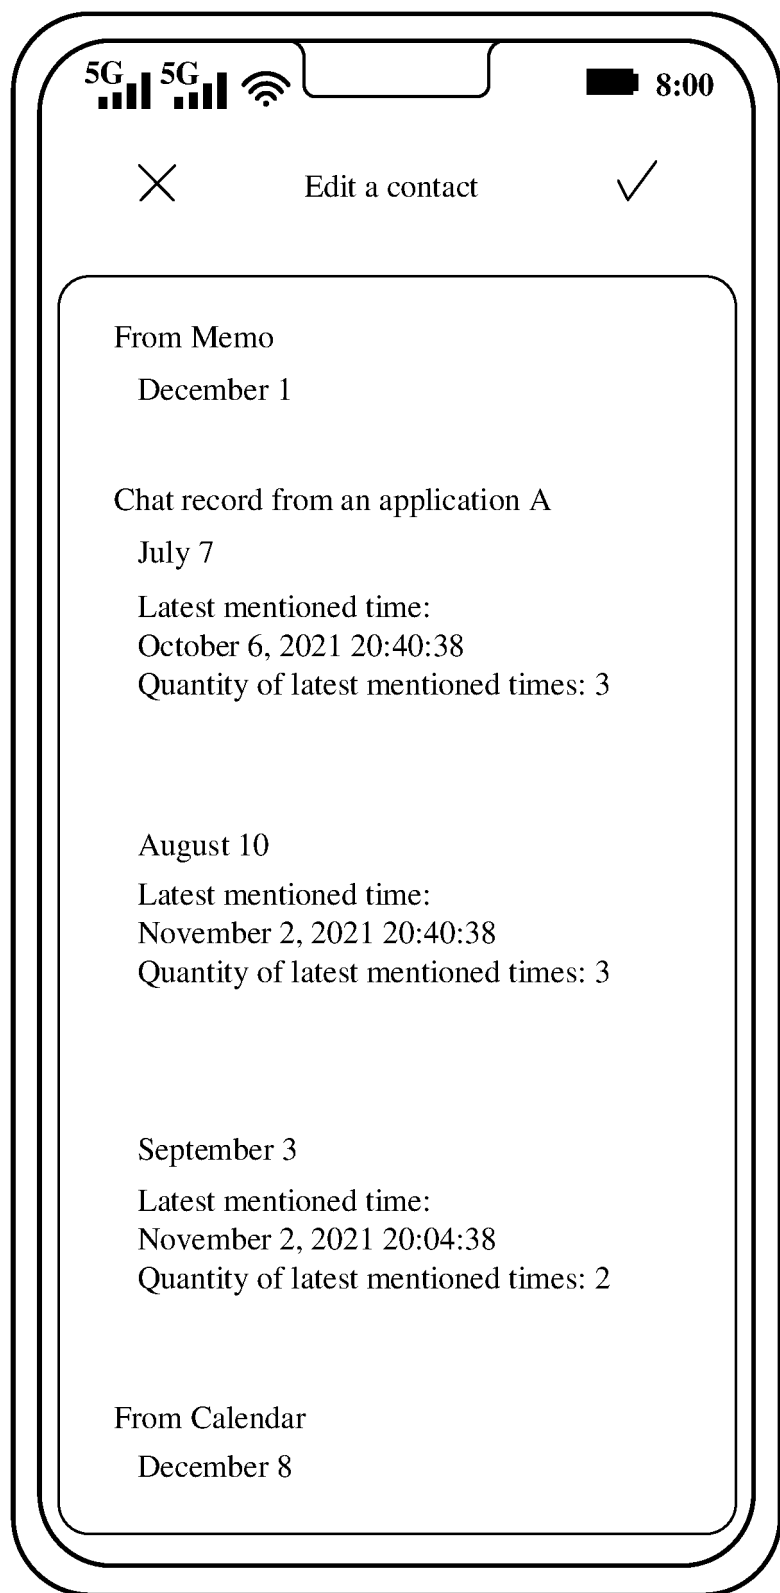 5G 5G 8:00
Edit a contact
From Memo
December 1
Chat record from an application A
July 7
Latest mentioned time:
October 6, 2021 20:40:38
Quantity of latest mentioned times: 3
August 10
Latest mentioned time:
November 2, 2021 20:40:38
Quantity of latest mentioned times: 3
September 3
Latest mentioned time:
November 2, 2021 20:04:38
Quantity of latest mentioned times: 2
From Calendar
December 8